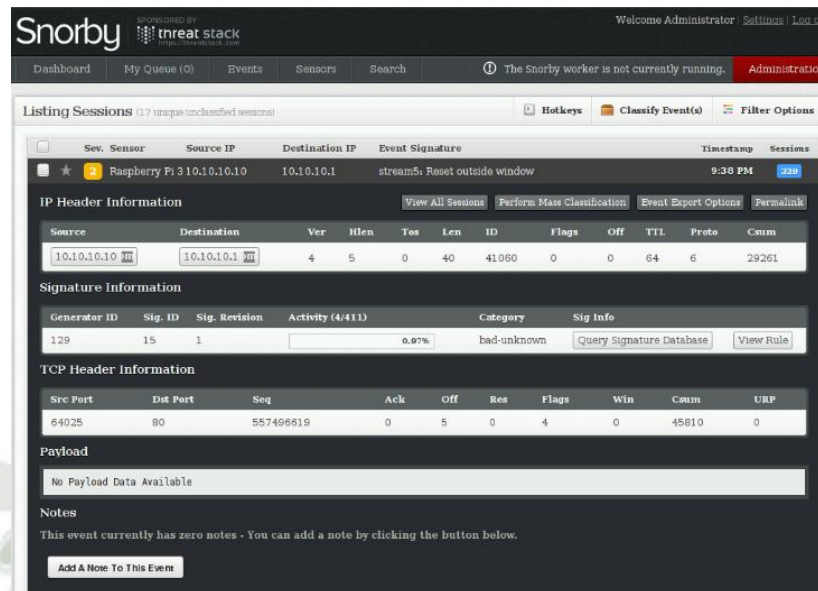 Snorby SPONSORED BY threat stack https://threatstack.com
Welcome Administrator | Settings | Log
Dashboard My Queue (0) Events Sensors Search The Snorby worker is not currently running. Administratio
Listing Sessions (17 unique unclassified sessions) Hotkeys Classify Event(s) Filter Options
Sev. Sensor Source IP Destination IP Event Signature Timestamp Sessions
2 Raspberry Pi 3 10.10.10.10 10.10.10.1 stream5: Reset outside window 9:38 PM 329
IP Header Information View All Sessions Perform Mass Classification Event Export Options Permalink
Source Destination Ver Hlen Tos Len ID Flags Off TTL Proto Csum
10.10.10.10 10.10.10.1 4 5 0 40 41060 0 0 64 6 29261
Signature Information
Generator ID Sig. ID Sig. Revision Activity (4/411) Category Sig Info
129 15 1 0.97% bad-unknown Query Signature Database View Rule
TCP Header Information
Src Port Dst Port Seq Ack Off Res Flags Win Csum URP
64025 80 557496619 0 5 0 4 0 45810 0
Payload
No Payload Data Available
Notes
This event currently has zero notes - You can add a note by clicking the button below.
Add A Note To This Event